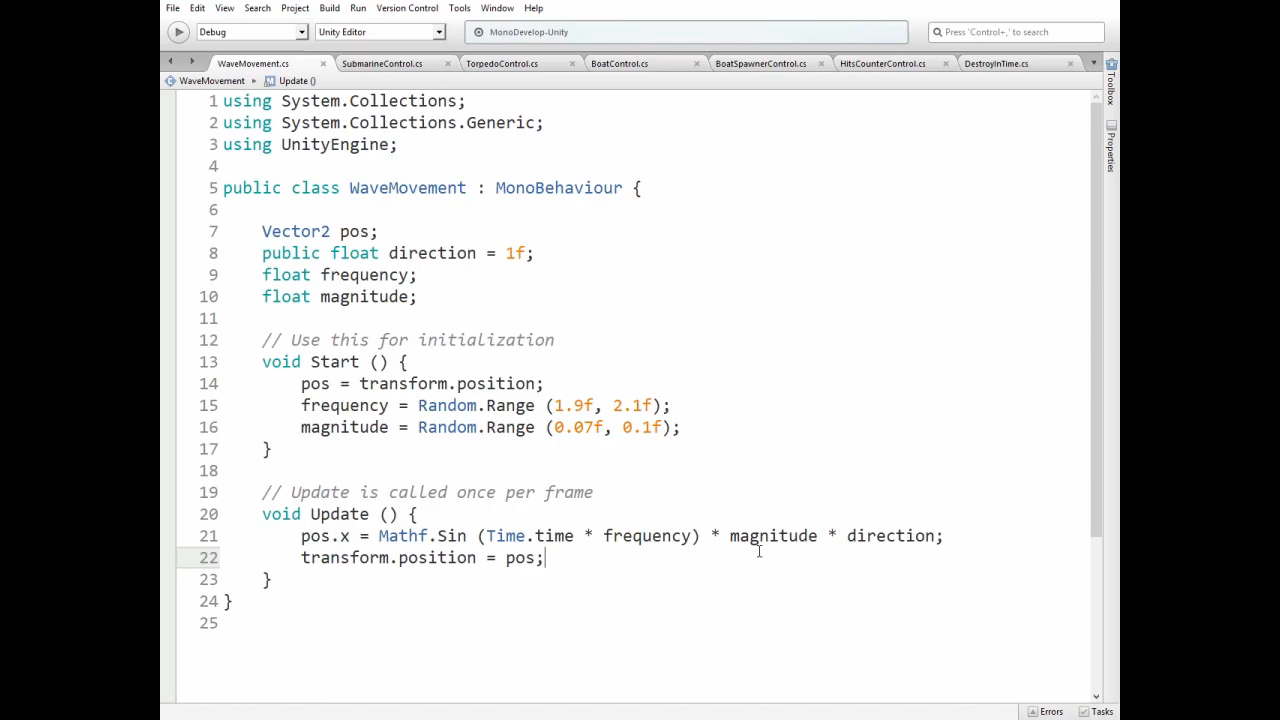 File Edit View Search Project Build Run Version Control Tools Window Help
Debug Unity Editor MonoDevelop-Unity Press 'Control+,' to search
WaveMovement.cs SubmarineControl.cs TorpedoControl.cs BoatControl.cs BoatSpawnerControl.cs HitsCounterControl.cs DestroyInTime.cs
WaveMovement Update ()
1 using System.Collections;
2 using System.Collections.Generic;
3 using UnityEngine;
4
5 public class WaveMovement : MonoBehaviour {
6
7 Vector2 pos;
8 public float direction = 1f;
9 float frequency;
10 float magnitude;
11
12 // Use this for initialization
13 void Start () {
14 pos = transform.position;
15 frequency = Random.Range (1.9f, 2.1f);
16 magnitude = Random.Range (0.07f, 0.1f);
17 }
18
19 // Update is called once per frame
20 void Update () {
21 pos.x = Mathf.Sin (Time.time * frequency) * magnitude * direction;
22 transform.position = pos;
23 }
24 }
25
Toolbox
Properties
Errors Tasks